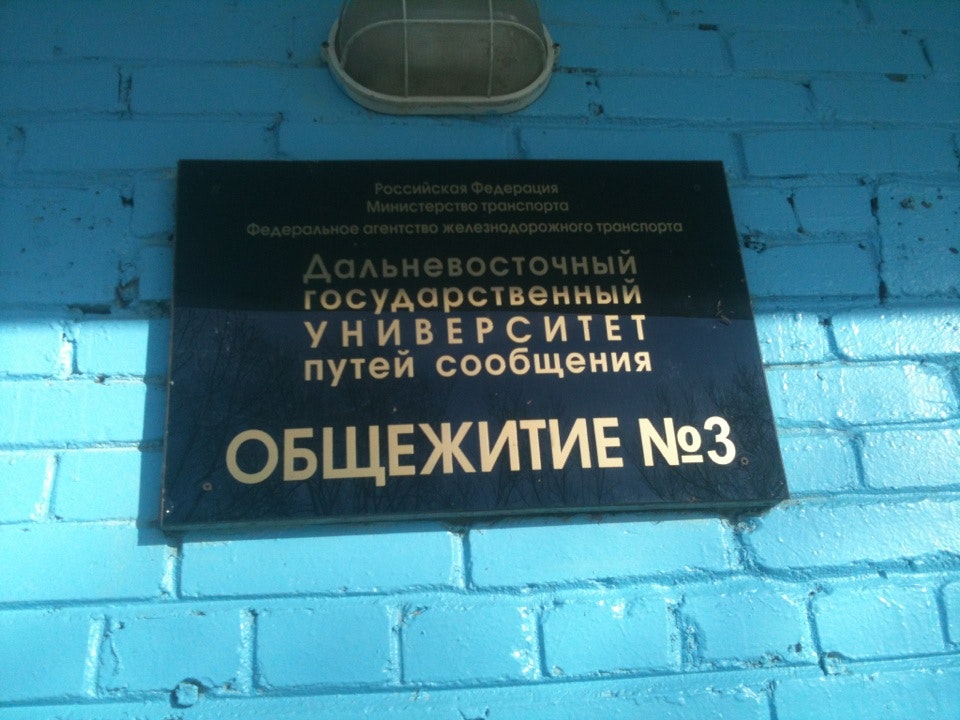 Российская Федерация
Министерство транспорта
Федеральное агентство железнодорожного транспорта
Дальневосточный
государственный
УНИВЕРСИТЕТ
путей сообщения
ОБЩЕЖИТИЕ №3